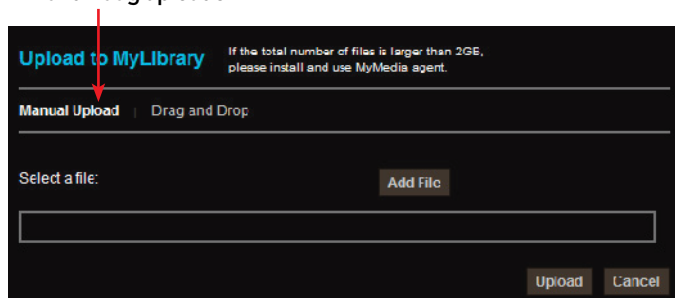 Upload to MyLibrary
If the total number of files is larger than 2GB,
please install and use MyMedia agent.
Manual Upload | Drag and Drop
Select a file:
Add File
Upload Cancel